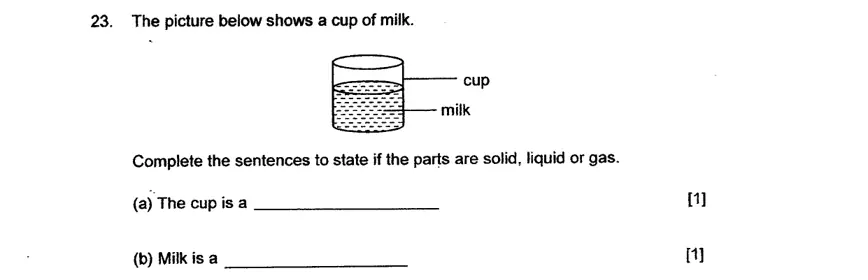 23. The picture below shows a cup of milk.
cup
milk
Complete the sentences to state if the parts are solid, liquid or gas.
(a) The cup is a ____________________ [1]
(b) Milk is a ____________________ [1]